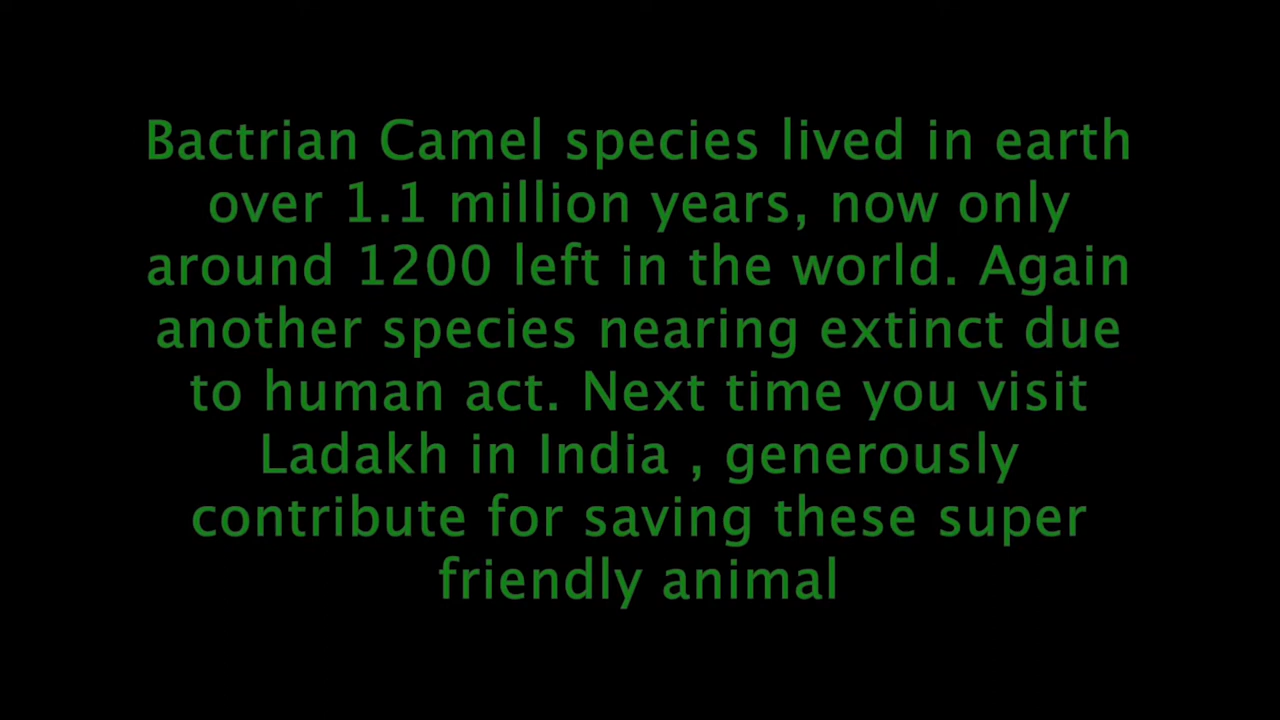 Bactrian Camel species lived in earth
over 1.1 million years, now only
around 1200 left in the world. Again
another species nearing extinct due
to human act. Next time you visit
Ladakh in India , generously
contribute for saving these super
friendly animal